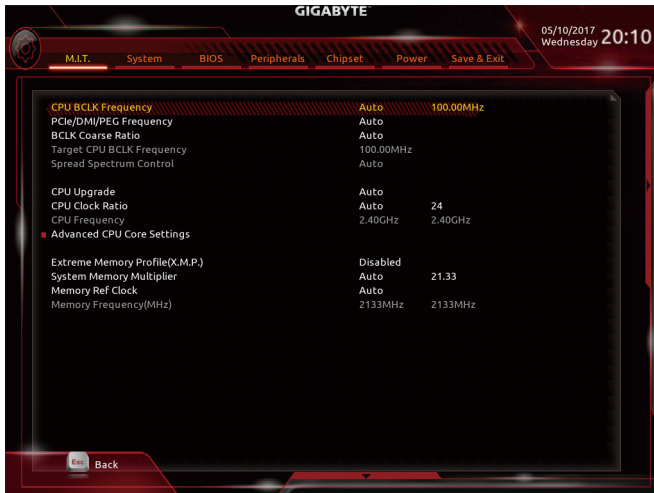 GIGABYTE™
05/10/2017
Wednesday 20:10
M.I.T. System BIOS Peripherals Chipset Power Save & Exit
CPU BCLK Frequency Auto 100.00MHz
PCIe/DMI/PEG Frequency Auto
BCLK Coarse Ratio Auto
Target CPU BCLK Frequency 100.00MHz
Spread Spectrum Control Auto
CPU Upgrade Auto
CPU Clock Ratio Auto 24
CPU Frequency 2.40GHz 2.40GHz
Advanced CPU Core Settings
Extreme Memory Profile(X.M.P.) Disabled
System Memory Multiplier Auto 21.33
Memory Ref Clock Auto
Memory Frequency(MHz) 2133MHz 2133MHz
Esc Back